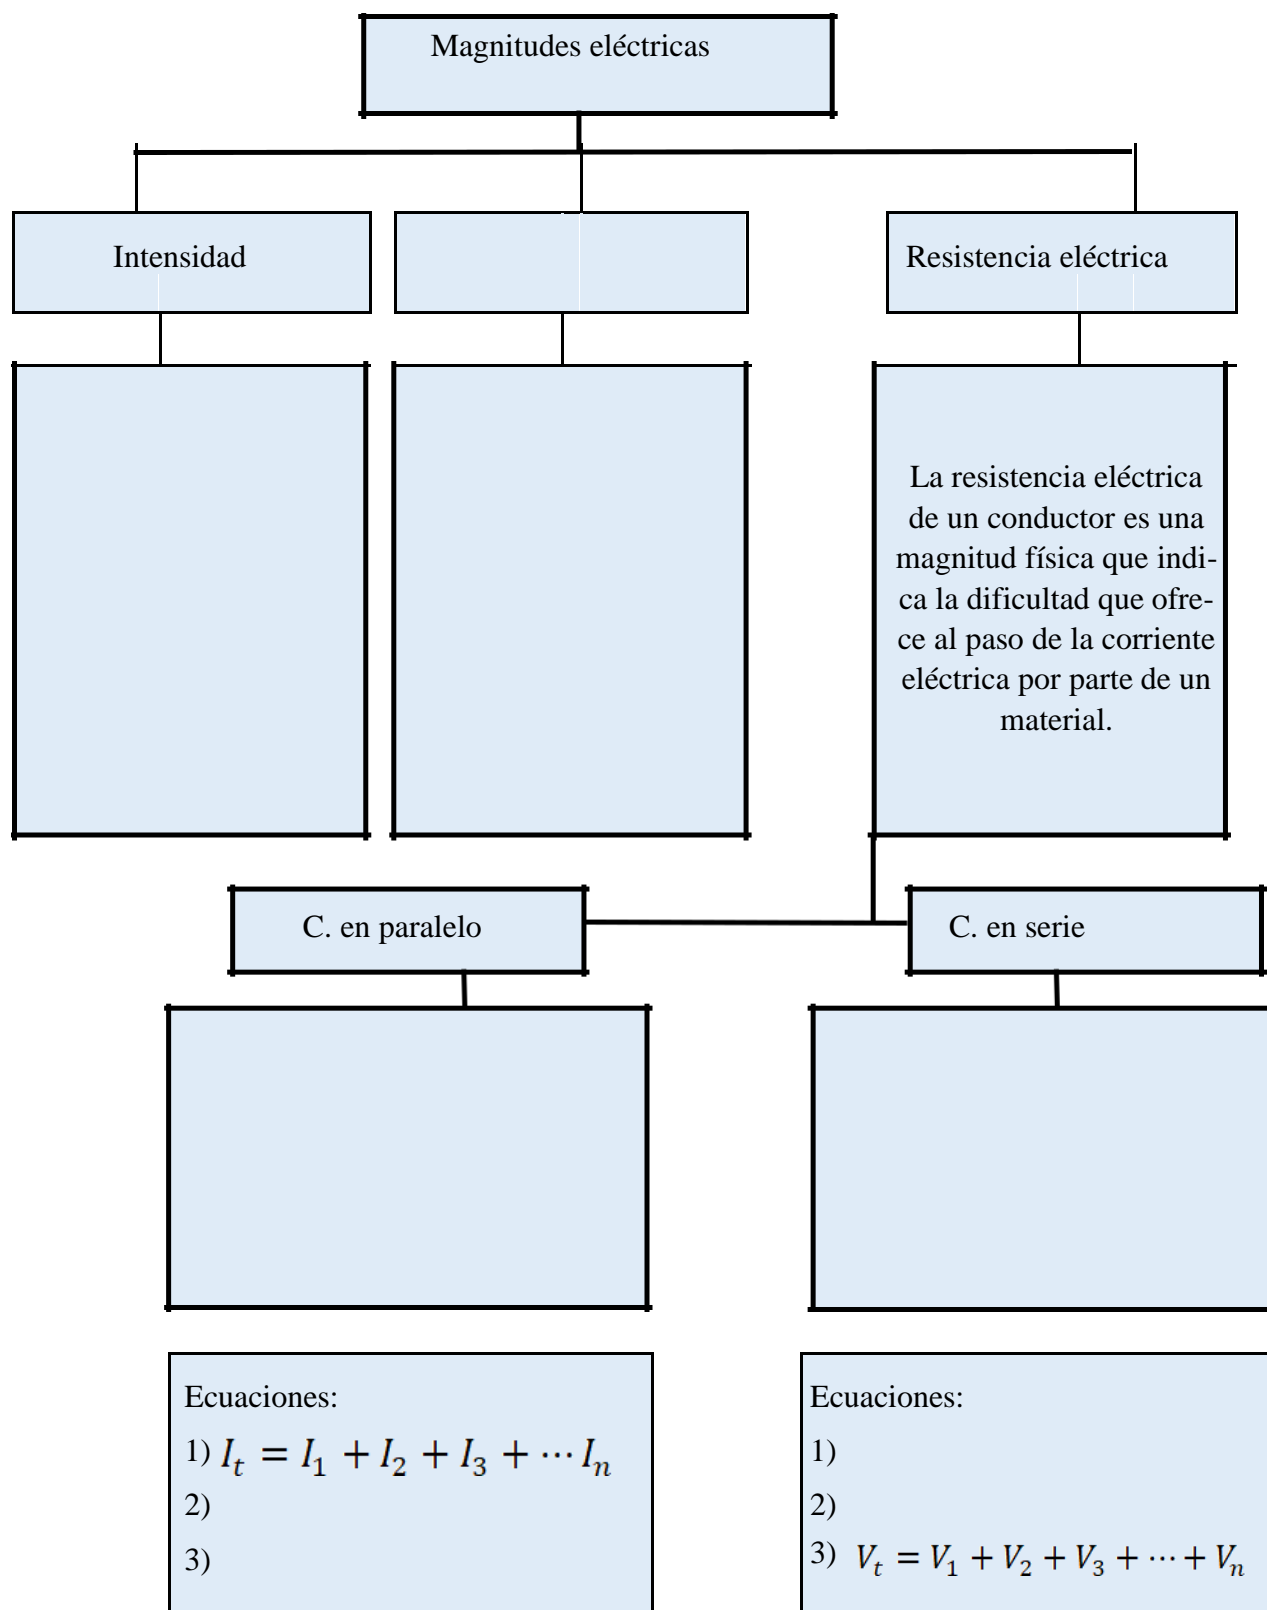 Magnitudes eléctricas
Intensidad
Resistencia eléctrica
La resistencia eléctrica
de un conductor es una
magnitud física que indi-
ca la dificultad que ofre-
ce al paso de la corriente
eléctrica por parte de un
material.
C. en paralelo
C. en serie
Ecuaciones:
1) I_t = I_1 + I_2 + I_3 + ⋯ I_n
2)
3)
Ecuaciones:
1)
2)
3) V_t = V_1 + V_2 + V_3 + ⋯ + V_n